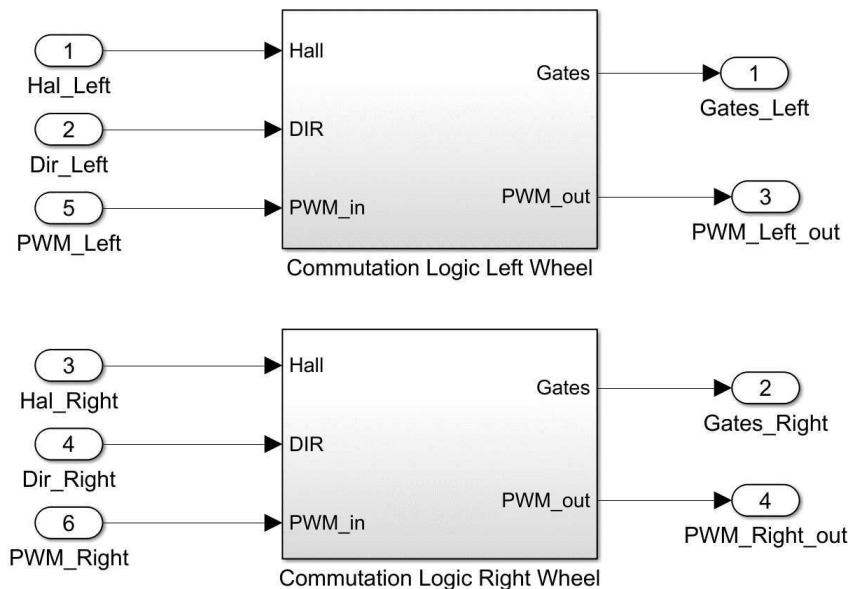 1
Hal_Left
2
Dir_Left
5
PWM_Left
Hall
DIR
PWM_in
Gates
PWM_out
1
Gates_Left
3
PWM_Left_out
Commutation Logic Left Wheel
3
Hal_Right
4
Dir_Right
6
PWM_Right
Hall
DIR
PWM_in
Gates
PWM_out
2
Gates_Right
4
PWM_Right_out
Commutation Logic Right Wheel